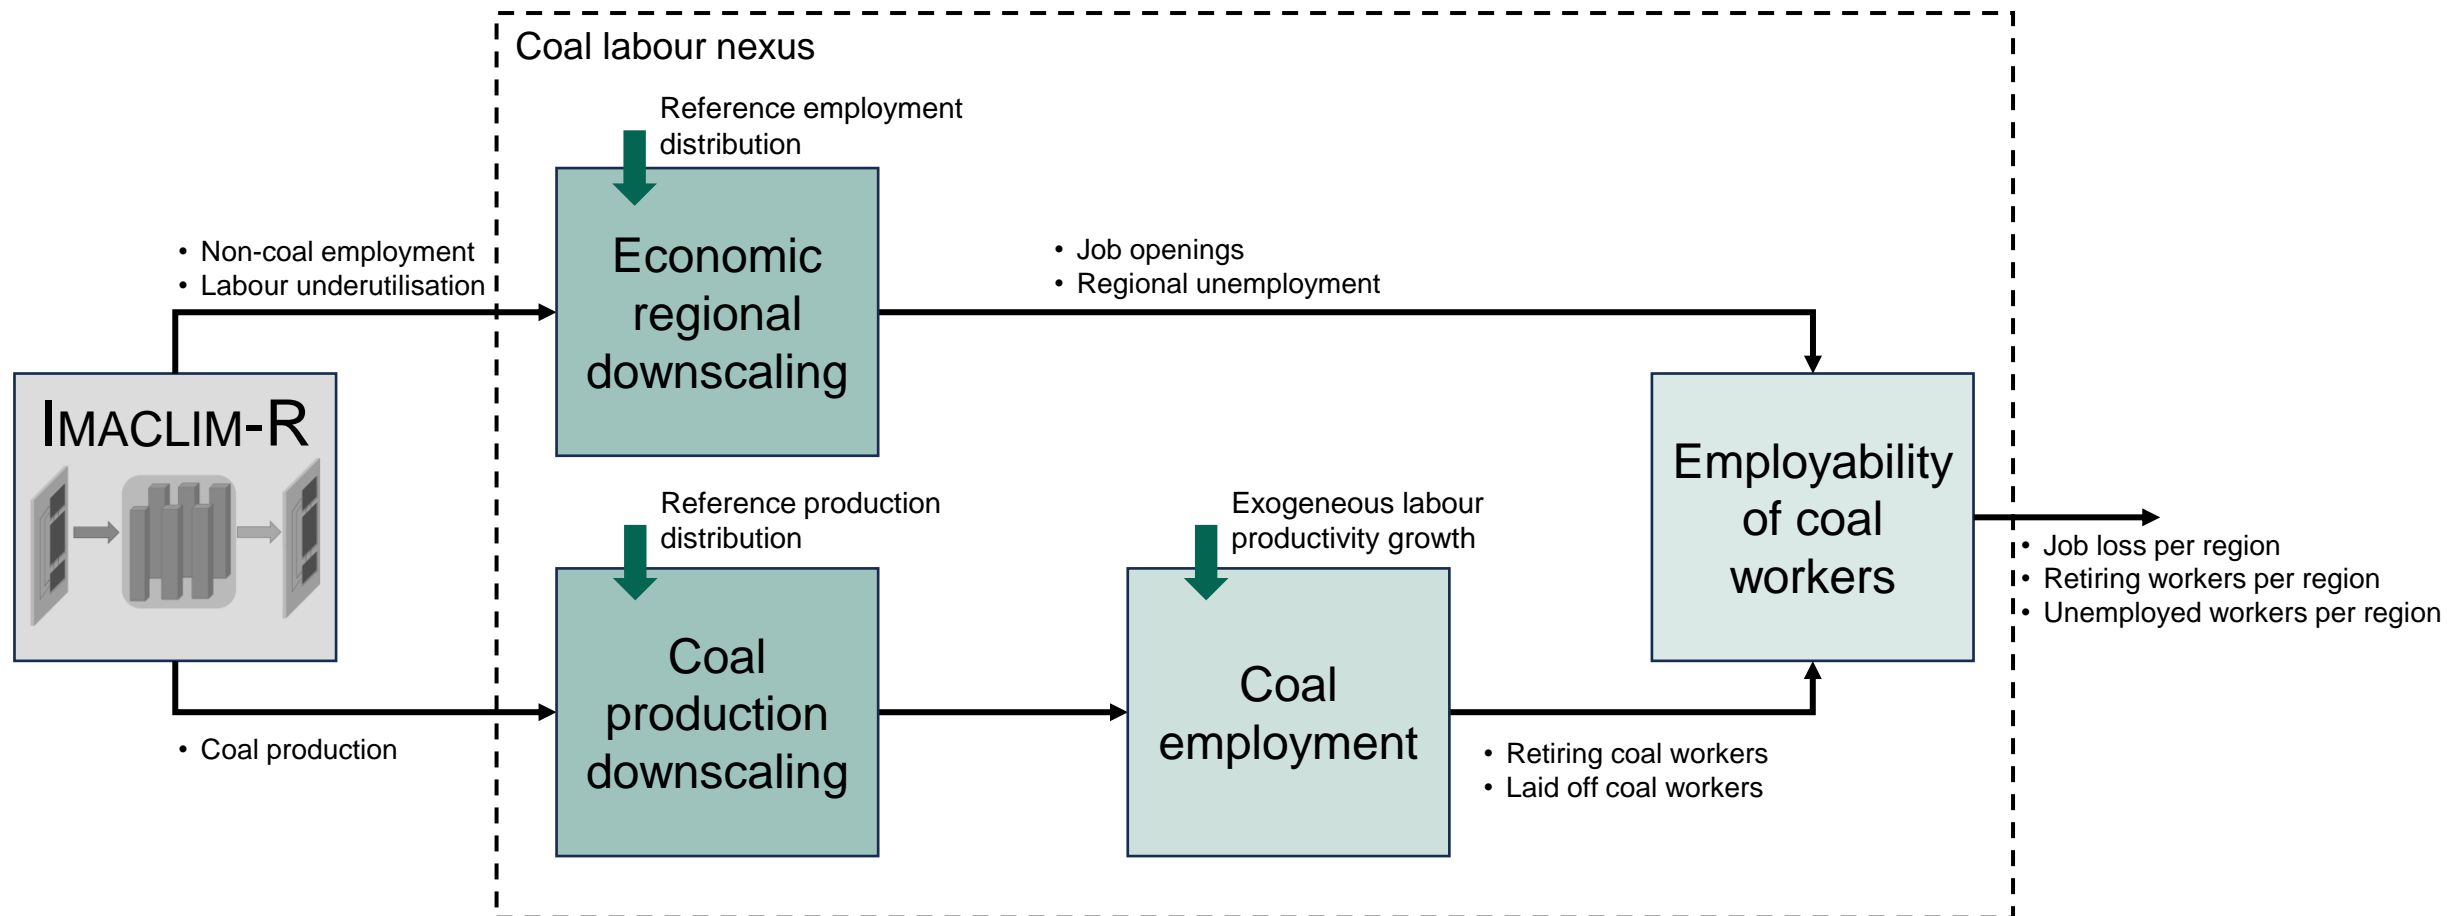 Coal labour nexus
Reference employment
distribution
• Non-coal employment
• Labour underutilisation
Economic
regional
downscaling
• Job openings
• Regional unemployment
IMACLIM-R
Employability
of coal
workers
Reference production
distribution
Exogeneous labour
productivity growth
• Job loss per region
• Retiring workers per region
• Unemployed workers per region
Coal
production
downscaling
Coal
employment
• Coal production
• Retiring coal workers
• Laid off coal workers